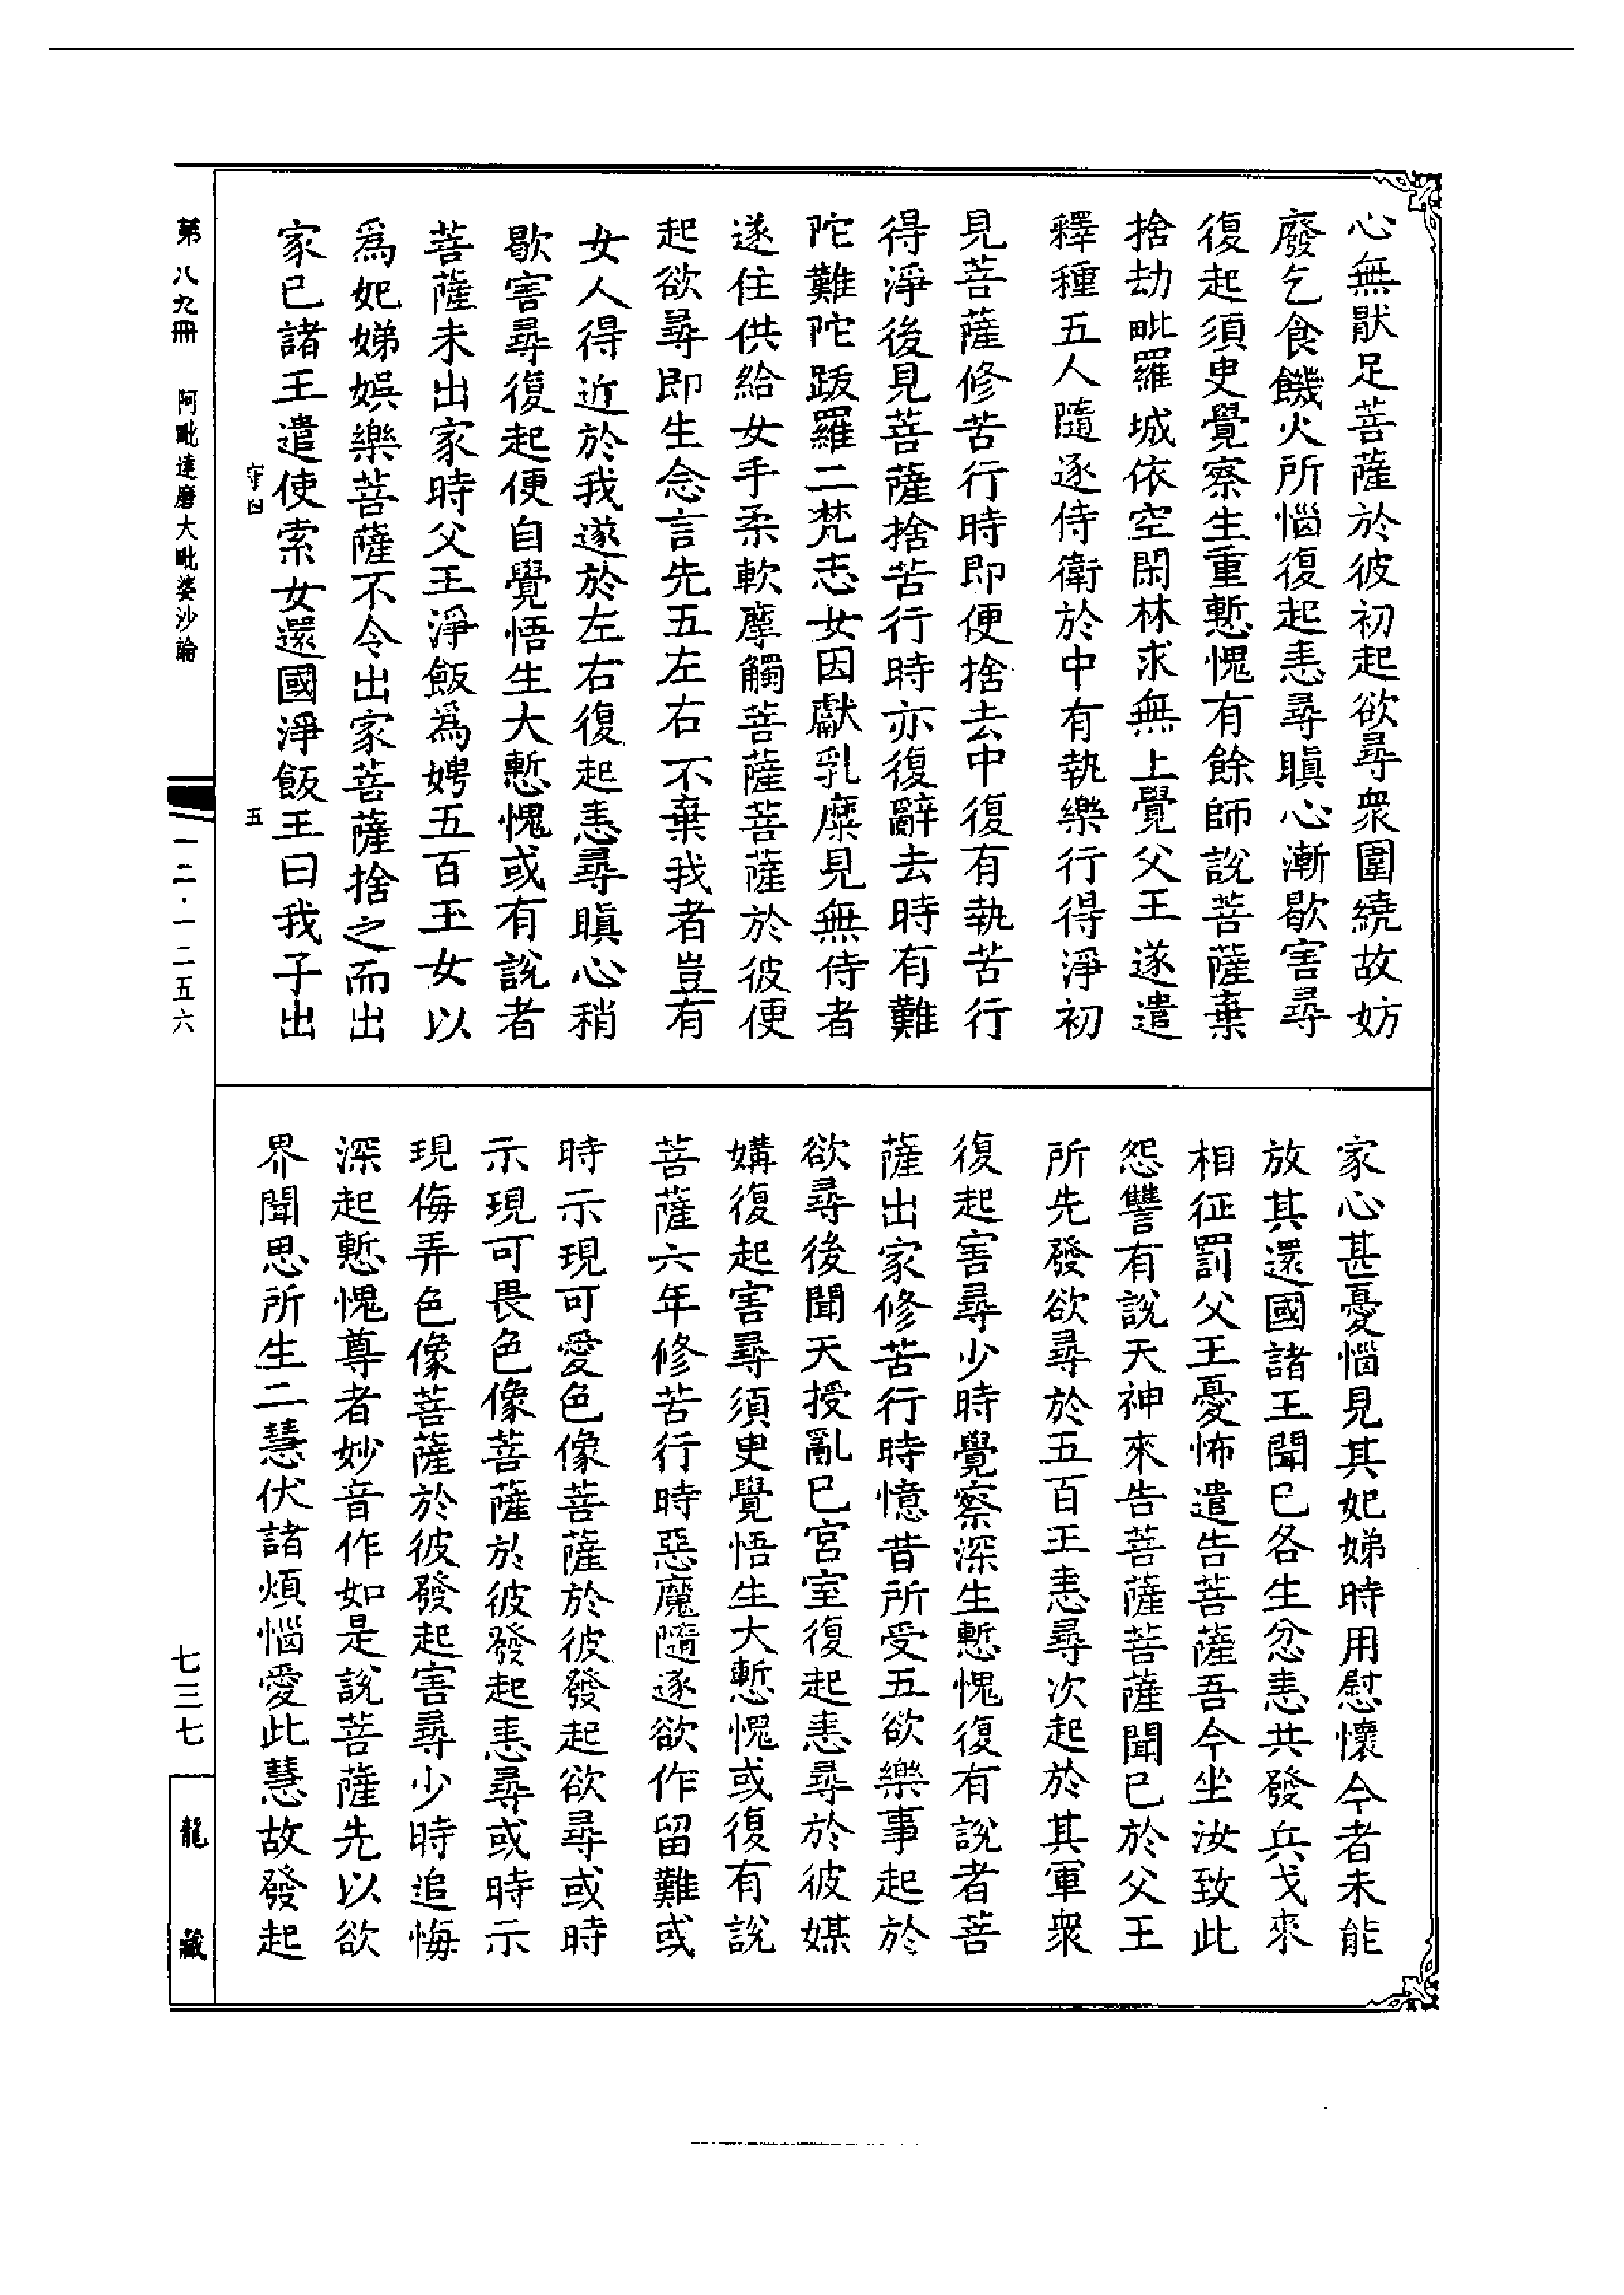 心無猒足菩薩於彼初起欲尋衆圍繞故妨
廢乞食饑火所惱復起恚尋瞋心漸歇害尋
復起須臾覺察生重慙愧有餘師說菩薩棄
捨劫毗羅城依空閑林求無上覺父王遂遣
釋種五人隨逐侍衛於中有執樂行得淨初
見菩薩修苦行時即便捨去中復有執苦行
得淨後見菩薩捨苦行時亦復辭去時有難
陀難陀跋羅二梵志女因獻乳糜見無侍者
遂住供給女手柔軟摩觸菩薩菩薩於彼便
起欲尋即生念言先五左右不棄我者豈有
女人得近於我遂於左右復起恚尋瞋心稍
歇害尋復起便自覺悟生大慙愧或有說者
菩薩未出家時父王淨飯爲娉五百王女以
爲妃娣娛樂菩薩不令出家菩薩捨之而出
家已諸王遣使索女還國淨飯王曰我子出
家心甚憂惱見其妃娣時用慰懷今者未能
放其還國諸王聞已各生忿恚共發兵戈來
相征罰父王憂怖遣告菩薩吾今坐汝致此
怨讐有說天神來告菩薩菩薩聞已於父王
所先發欲尋於五百王恚尋次起於其軍衆
復起害尋少時覺察深生慙愧復有說者菩
薩出家修苦行時憶昔所受五欲樂事起於
欲尋後聞天授亂已宮室復起恚尋於彼媒
媾復起害尋須臾覺悟生大慙愧或復有說
菩薩六年修苦行時惡魔隨逐欲作留難或
時示現可愛色像菩薩於彼發起欲尋或時
示現可畏色像菩薩於彼發起恚尋或時示
現侮弄色像菩薩於彼發起害尋少時追悔
深起慙愧尊者妙音作如是說菩薩先以欲
界聞思所生二慧伏諸煩惱愛此慧故發起
守四 五
第八九冊 阿毗達磨大毗婆沙論 一二·一二五六 七三七 龍藏